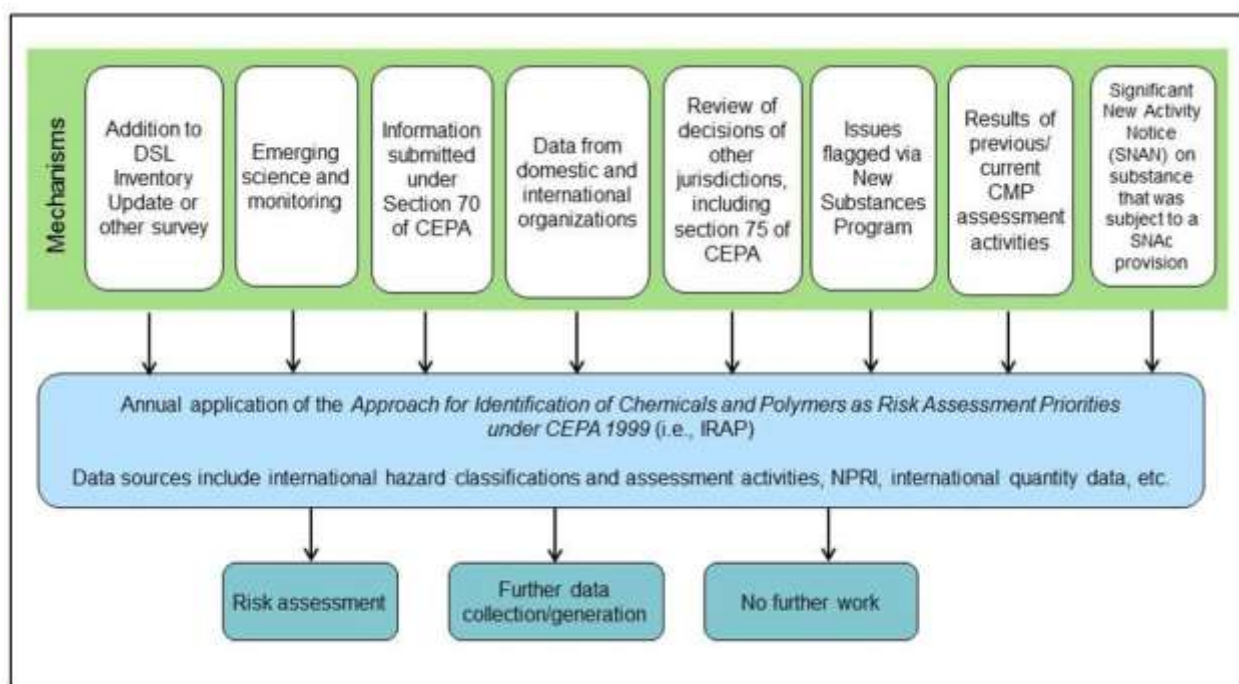 Mechanisms
Addition to
DSL
Inventory
Update or
other survey
Emerging
science and
monitoring
Information
submitted
under
Section 70
of CEPA
Data from
domestic and
international
organizations
Review of
decisions of
other
jurisdictions,
including
section 75 of
CEPA
Issues
flagged via
New
Substances
Program
Results of
previous/
current
CMP
assessment
activities
Significant
New Activity
Notice
(SNAN) on
substance
that was
subject to a
SNAc
provision
Annual application of the Approach for Identification of Chemicals and Polymers as Risk Assessment Priorities
under CEPA 1999 (i.e., IRAP)
Data sources include international hazard classifications and assessment activities, NPRI, international quantity data, etc.
Risk assessment
Further data
collection/generation
No further work